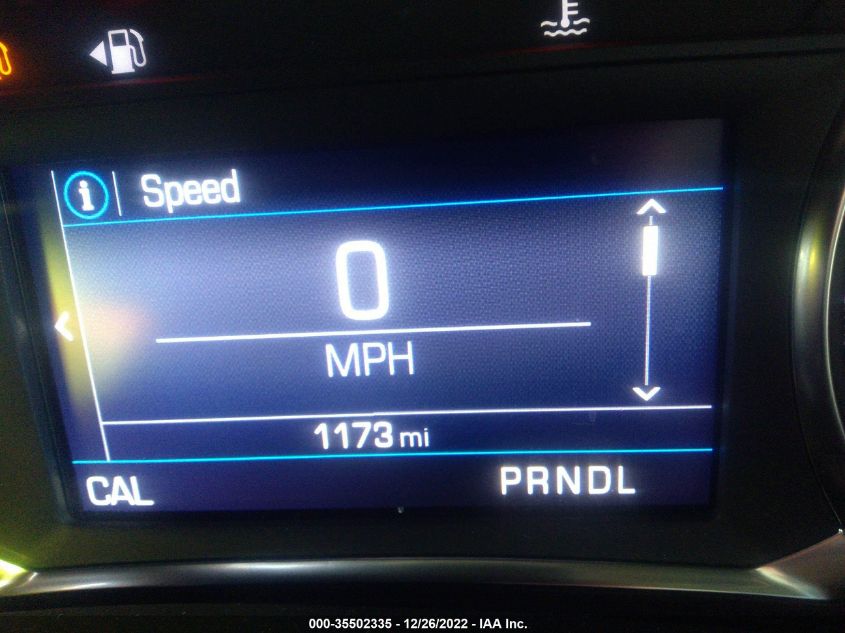 Speed
0
MPH
1173 mi
CAL PRNDL
000-35502335 - 12/26/2022 - IAA Inc.